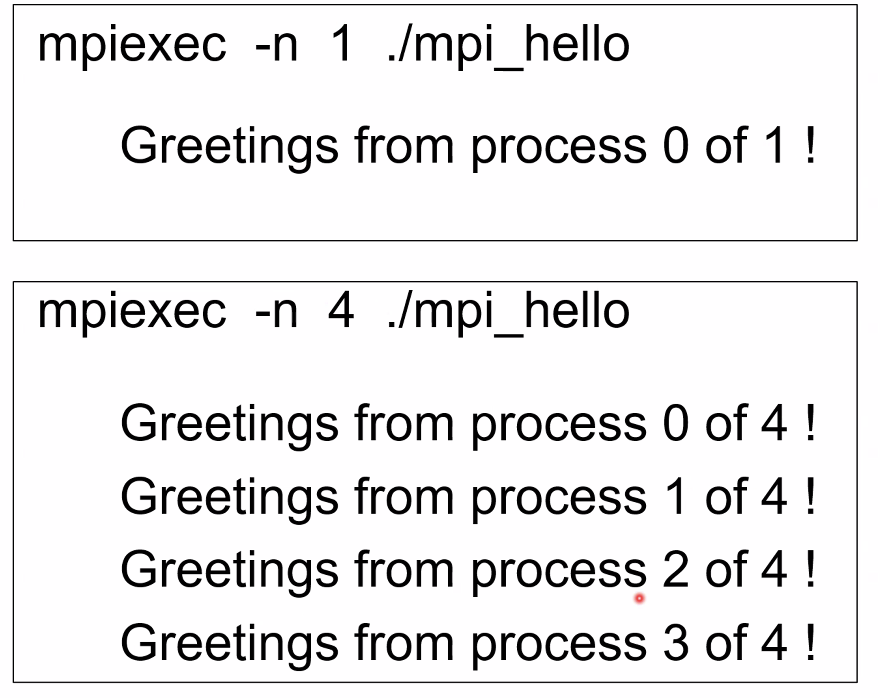 mpiexec -n 1 ./mpi_hello
Greetings from process 0 of 1 !
mpiexec -n 4 ./mpi_hello
Greetings from process 0 of 4 !
Greetings from process 1 of 4 !
Greetings from process 2 of 4 !
Greetings from process 3 of 4 !